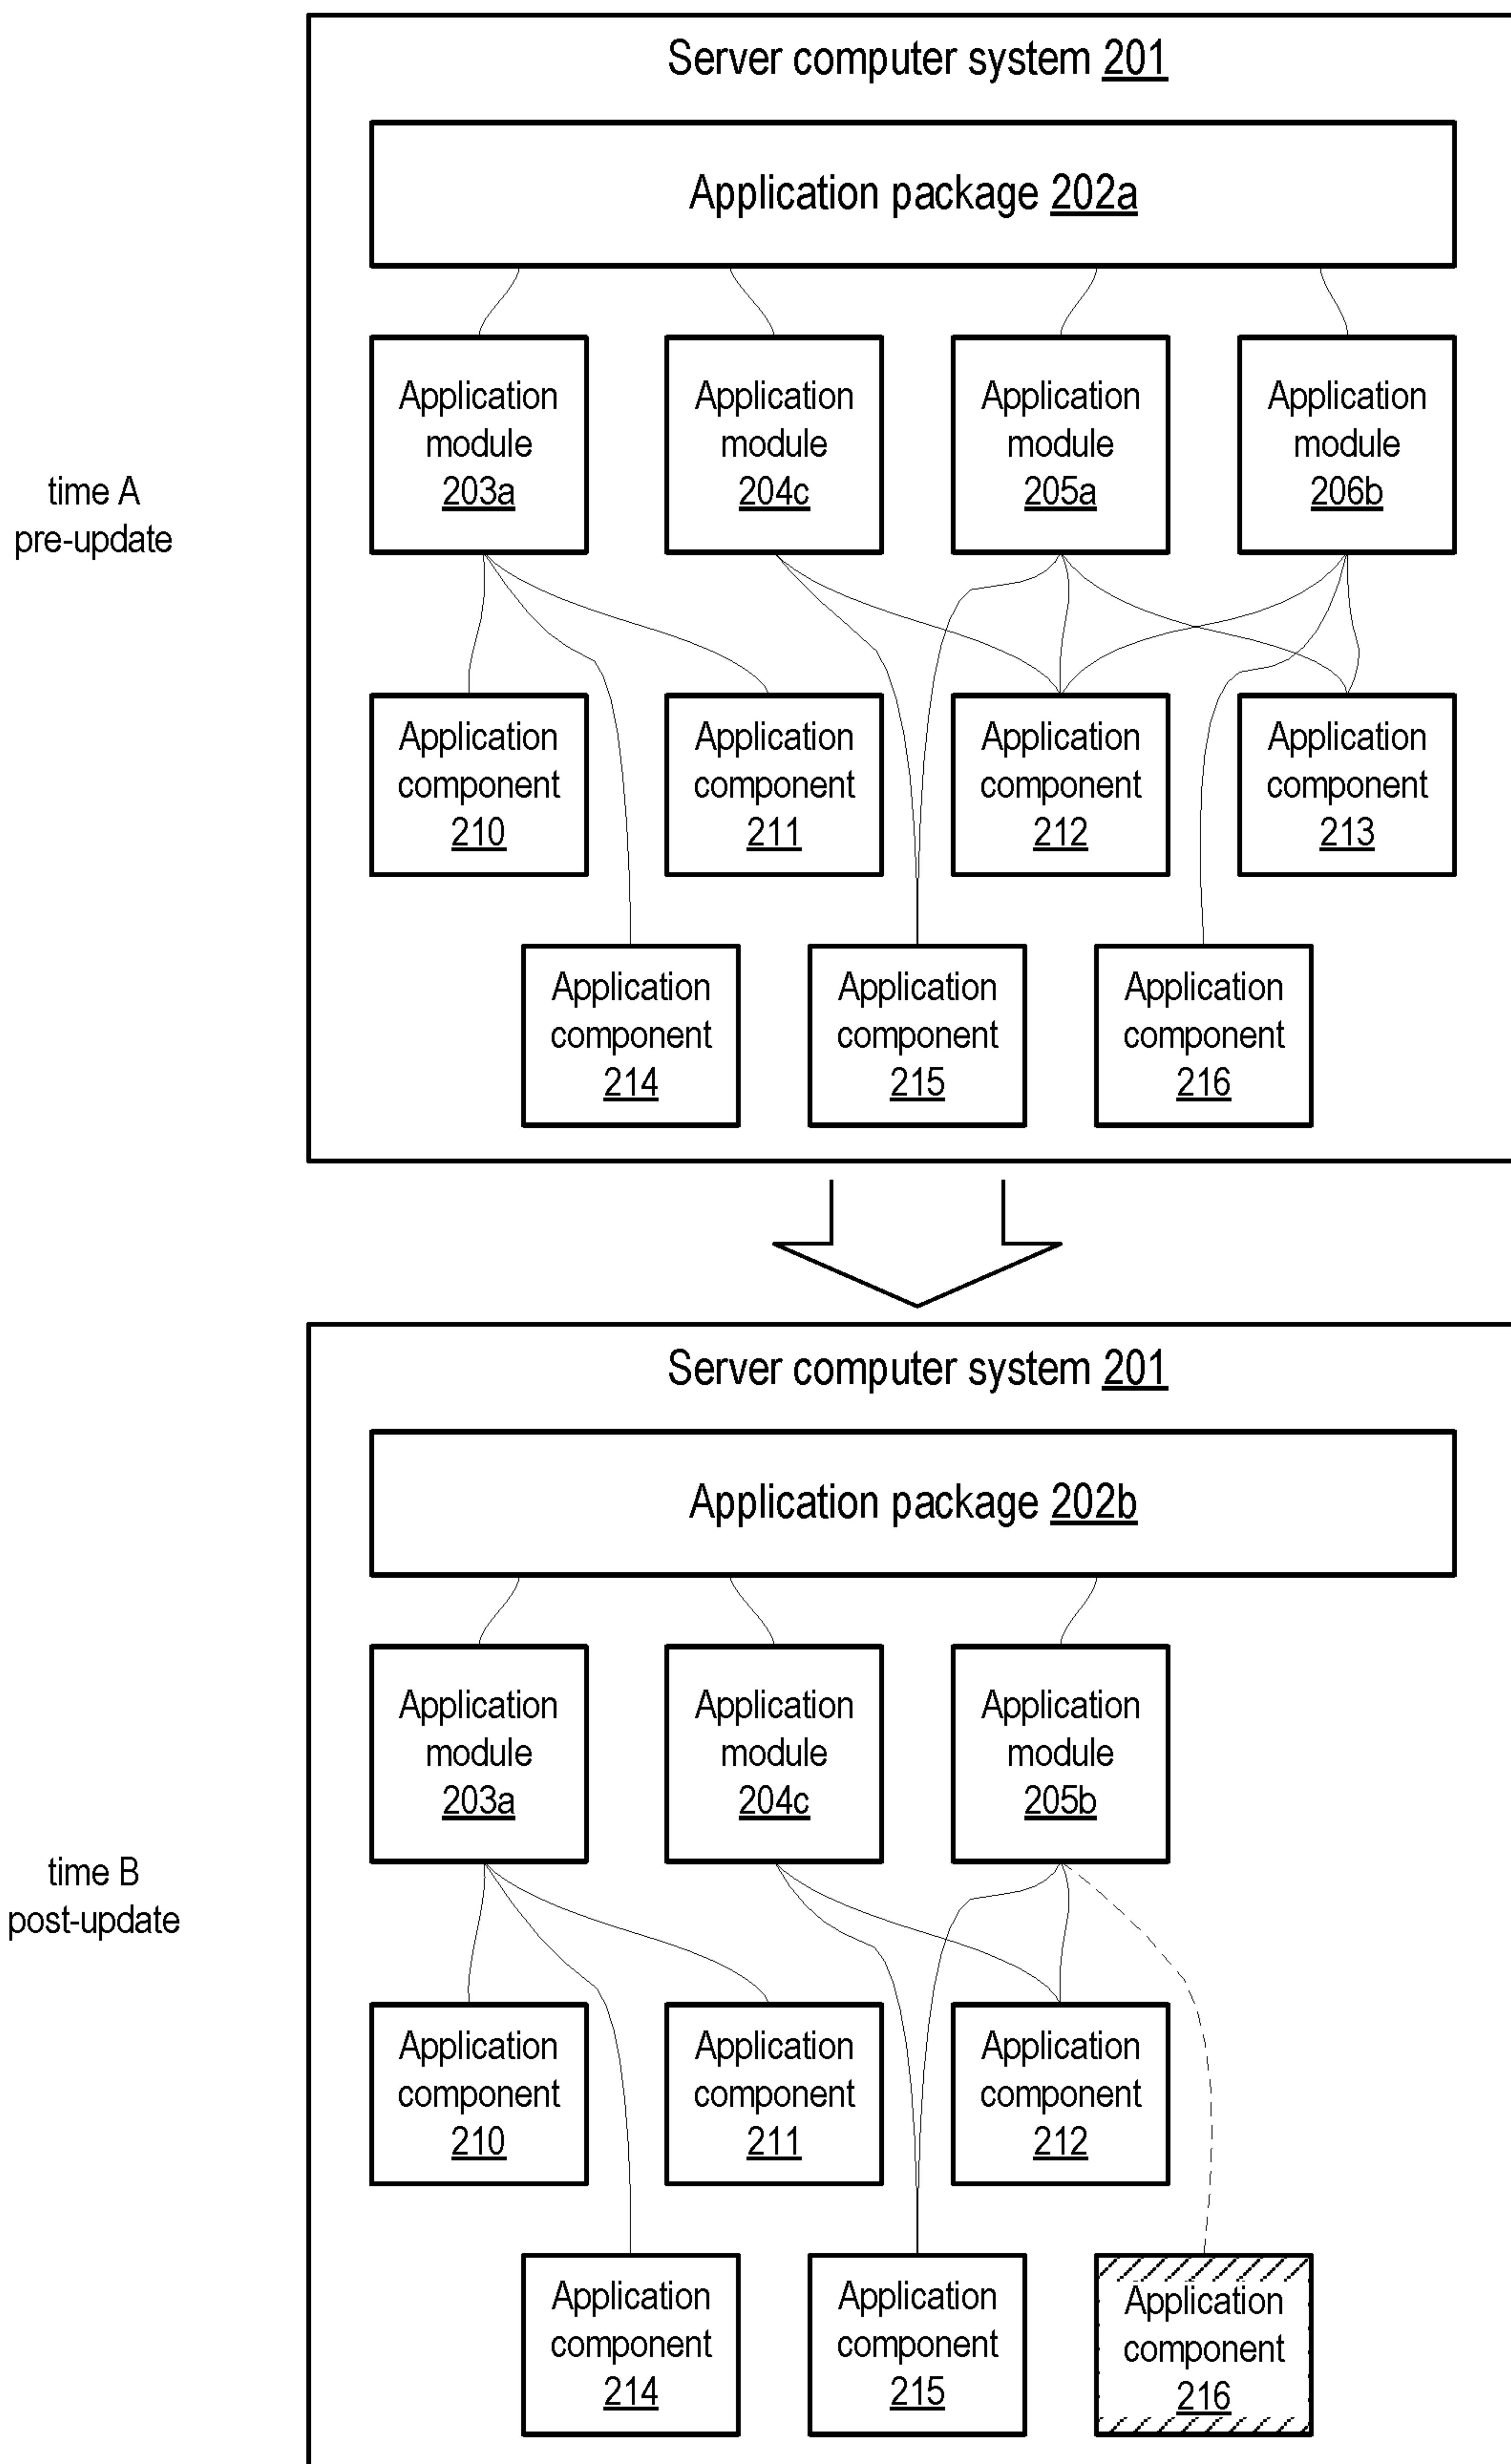 Server computer system 201
Application package 202a
Application
module
203a
Application
module
204c
Application
module
205a
Application
module
206b
time A
pre-update
Application
component
210
Application
component
211
Application
component
212
Application
component
213
Application
component
214
Application
component
215
Application
component
216
Server computer system 201
Application package 202b
Application
module
203a
Application
module
204c
Application
module
205b
time B
post-update
Application
component
210
Application
component
211
Application
component
212
Application
component
214
Application
component
215
Application
component
216